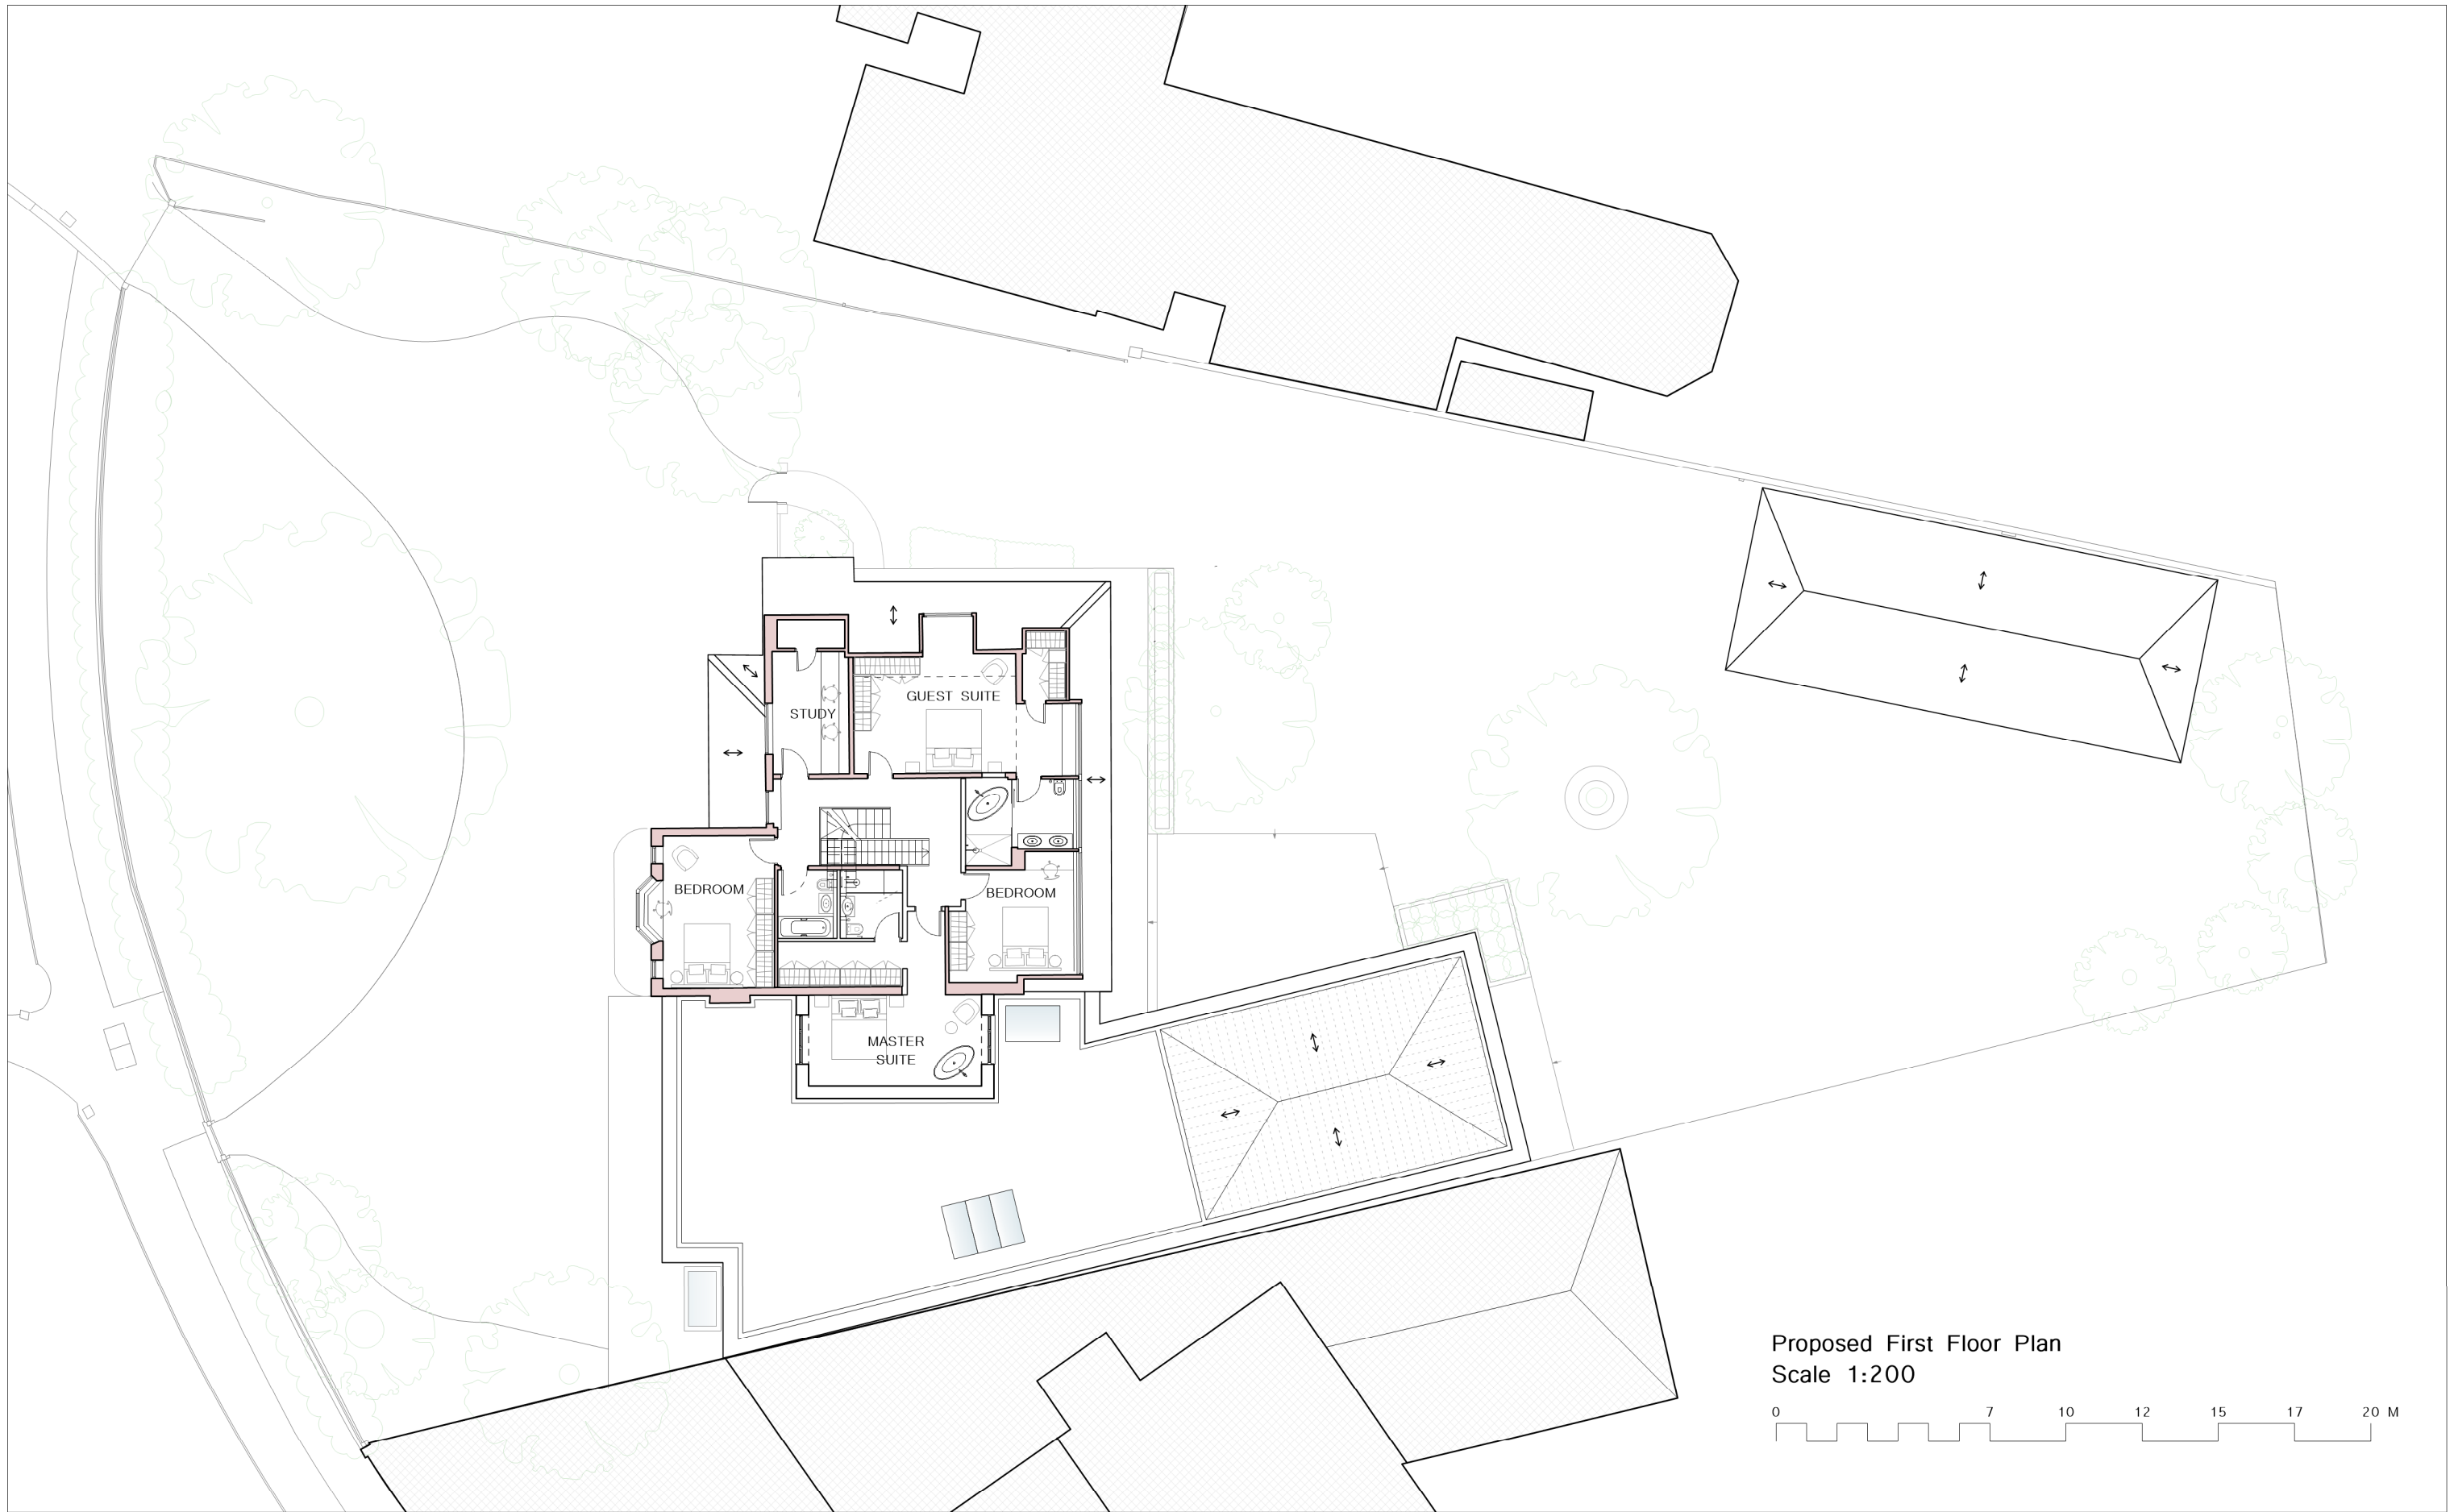 GUEST SUITE
STUDY
BEDROOM
BEDROOM
MASTER
SUITE
Proposed First Floor Plan
Scale 1:200
0 7 10 12 15 17 20 M